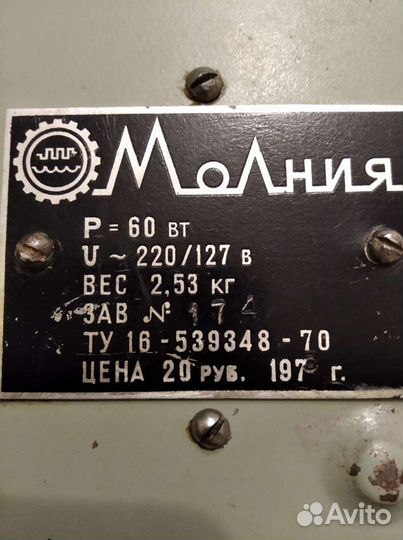 Молния
P = 60 ВТ
U ~ 220/127 В
ВЕС 2,53 КГ
ЗАВ № 174
ТУ 16-539348-70
ЦЕНА 20 РУБ. 197 г.
Avito